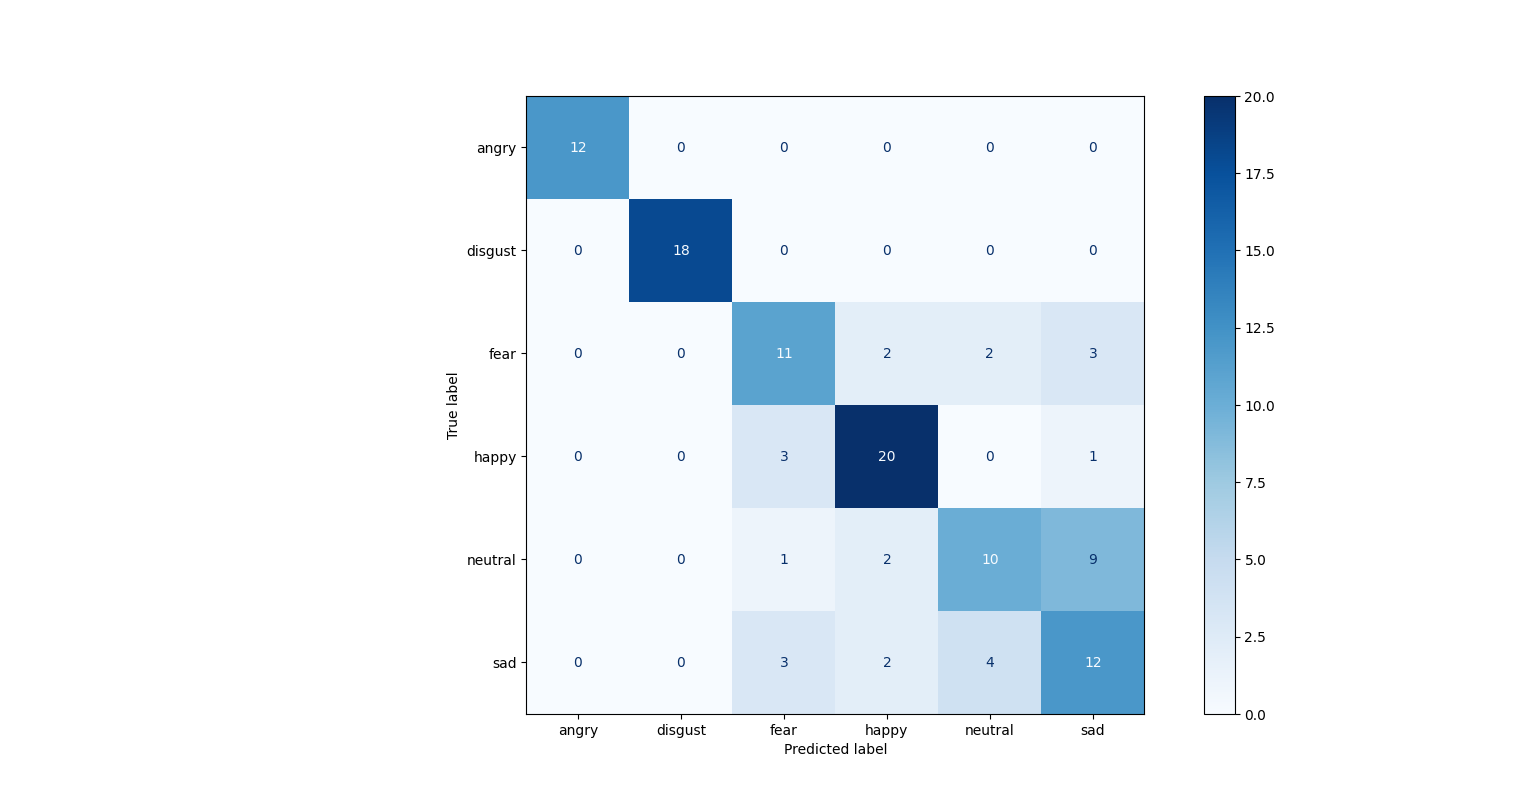 20.0
angry 12 0 0 0 0 0
17.5
disgust 0 18 0 0 0 0
15.0
12.5
fear 0 0 11 2 2 3
True label
10.0
happy 0 0 3 20 0 1
7.5
neutral 0 0 1 2 10 9
5.0
2.5
sad 0 0 3 2 4 12
0.0
angry disgust fear happy neutral sad
Predicted label